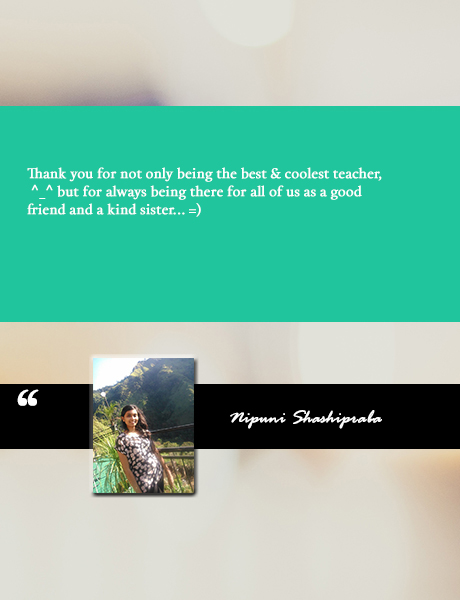 Thank you for not only being the best & coolest teacher,
^_^ but for always being there for all of us as a good
friend and a kind sister... =)
“
Nipuni Shashipraba